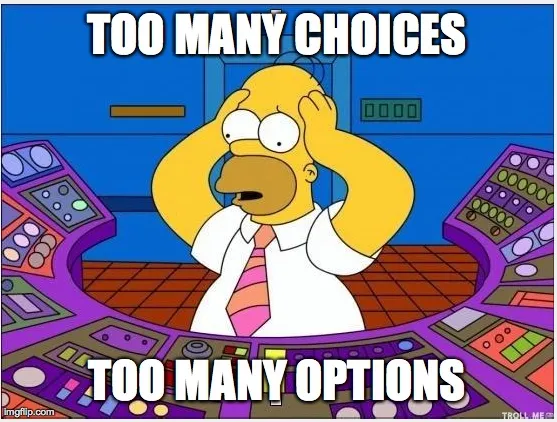 TOO MANY CHOICES
TOO MANY OPTIONS
imgflip.com
TROLL.ME